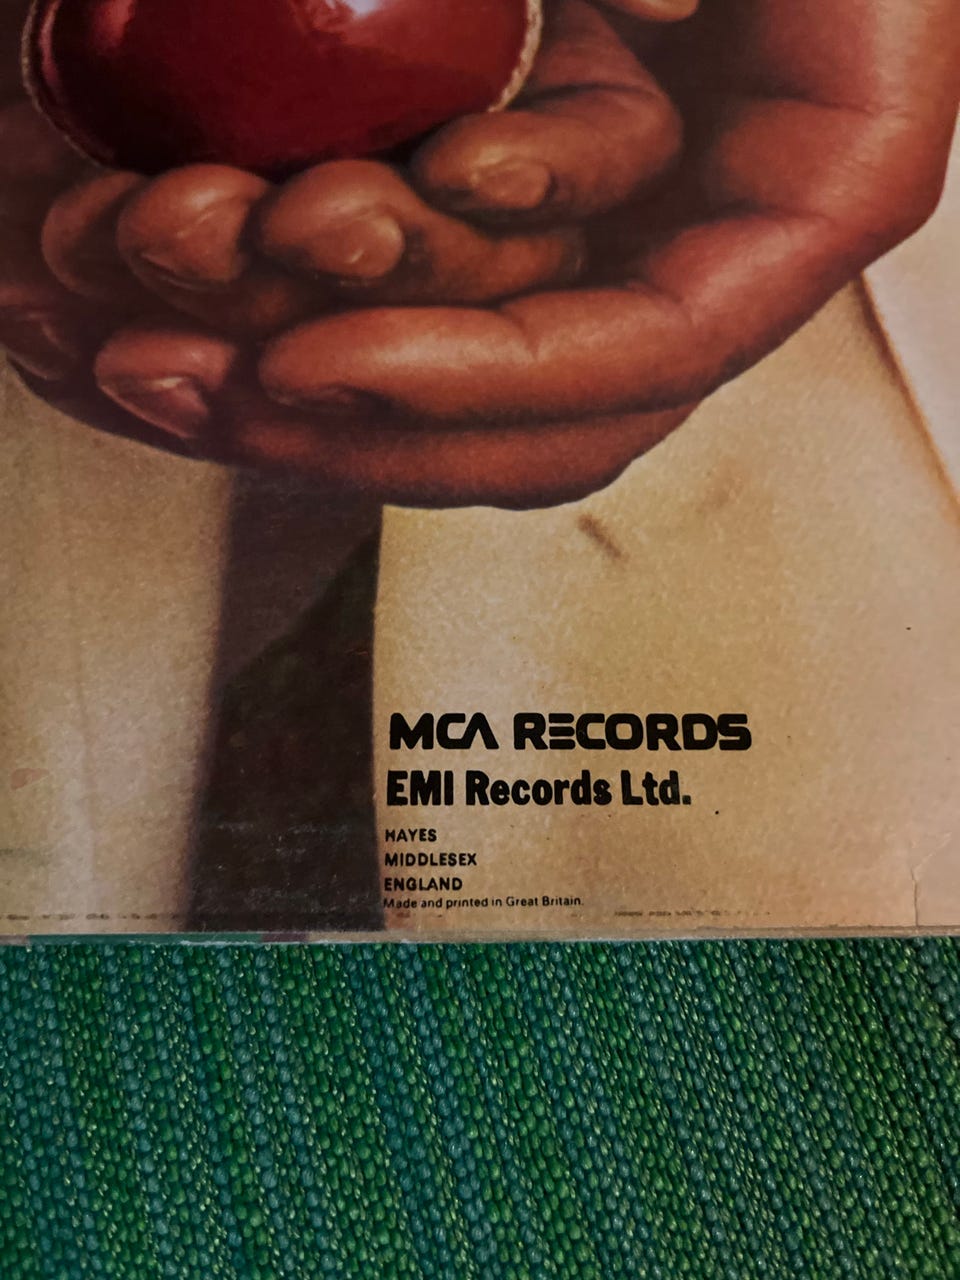 MCA RECORDS
EMI Records Ltd.
HAYES
MIDDLESEX
ENGLAND
Made and printed in Great Britain.